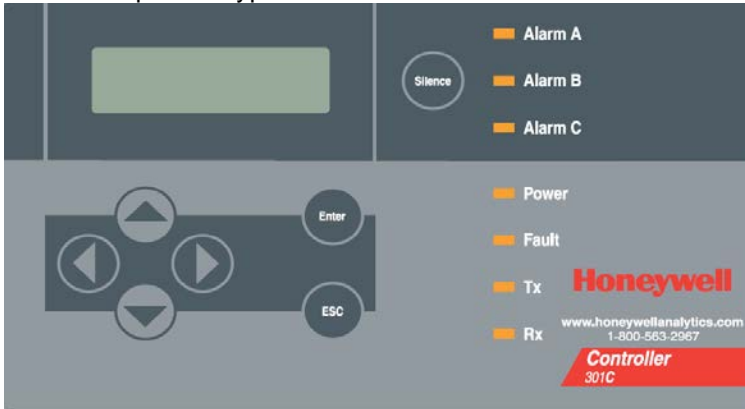 Silence
Alarm A
Alarm B
Alarm C
Enter
ESC
Power
Fault
Tx
Rx
Honeywell
www.honeywellanalytics.com
1-800-563-2967
Controller
301C